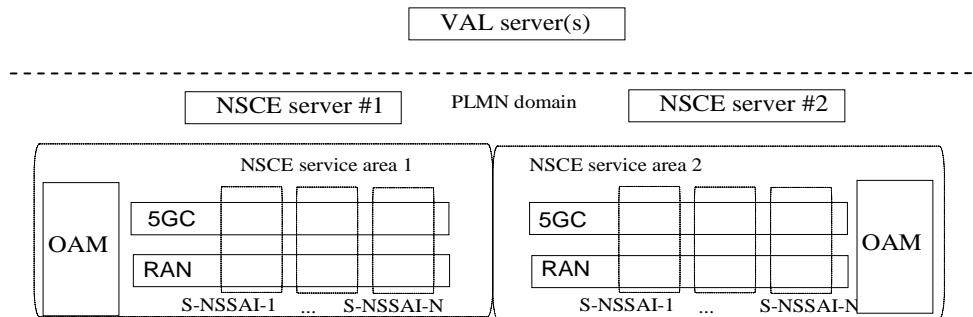 VAL server(s)
NSCE server #1
PLMN domain
NSCE server #2
NSCE service area 1
NSCE service area 2
OAM
5GC
RAN
S-NSSAI-1 ... S-NSSAI-N
5GC
RAN
OAM
S-NSSAI-1 ... S-NSSAI-N